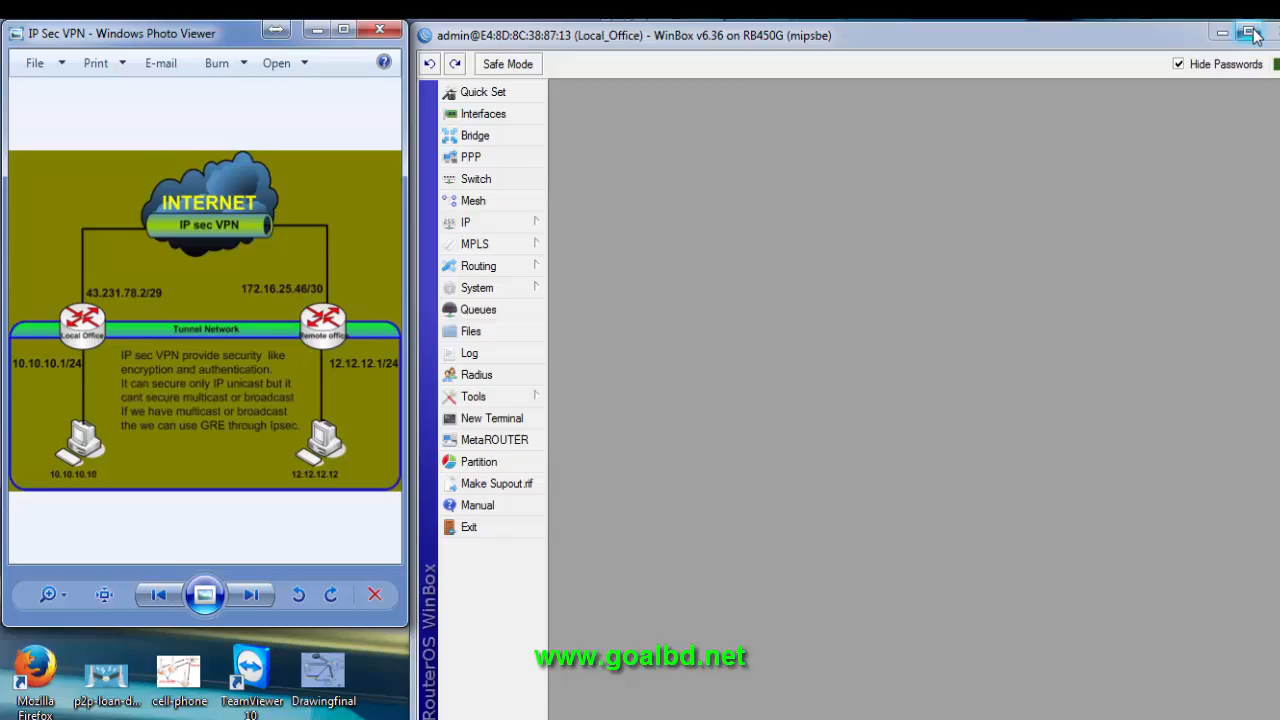 IP Sec VPN - Windows Photo Viewer
File Print E-mail Burn Open
INTERNET
IP sec VPN
43.231.78.2/29
172.16.25.46/30
Local Office
Tunnel Network
Remote office
10.10.10.1/24
12.12.12.1/24
IP sec VPN provide security like
encryption and authentication.
It can secure only IP unicast but it
cant secure multicast or broadcast
If we have multicast or broadcast
the we can use GRE through Ipsec.
10.10.10.10
12.12.12.12
Mozilla
Firefox
p2p-loan-d...
cell-phone
TeamViewer
10
Drawingfinal
admin@E4:8D:8C:38:87:13 (Local_Office) - WinBox v6.36 on RB450G (mipsbe)
Safe Mode
Hide Passwords
Quick Set
Interfaces
Bridge
PPP
Switch
Mesh
IP
MPLS
Routing
System
Queues
Files
Log
Radius
Tools
New Terminal
MetaROUTER
Partition
Make Supout.rif
Manual
Exit
RouterOS WinBox
www.goalbd.net